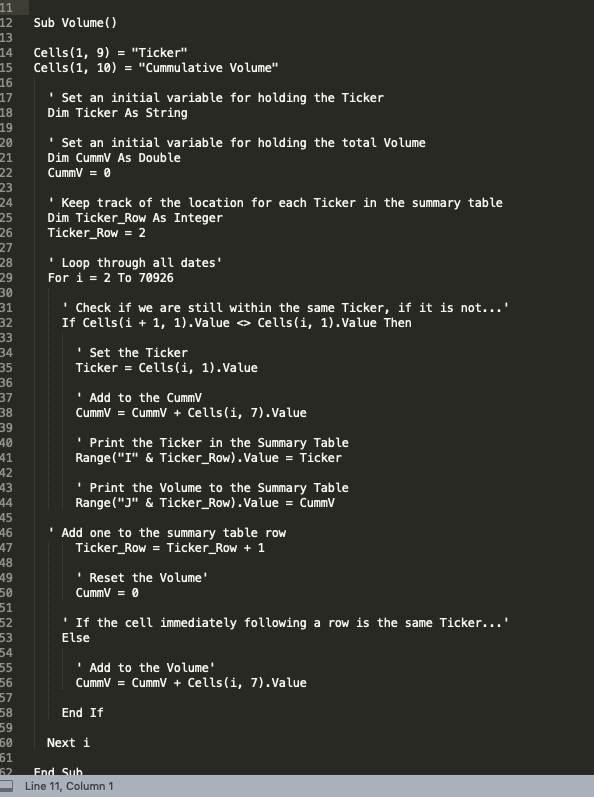 11
12 Sub Volume()
13
14 Cells(1, 9) = "Ticker"
15 Cells(1, 10) = "Cummulative Volume"
16
17 ' Set an initial variable for holding the Ticker
18 Dim Ticker As String
19
20 ' Set an initial variable for holding the total Volume
21 Dim CummV As Double
22 CummV = 0
23
24 ' Keep track of the location for each Ticker in the summary table
25 Dim Ticker_Row As Integer
26 Ticker_Row = 2
27
28 ' Loop through all dates'
29 For i = 2 To 70926
30
31 ' Check if we are still within the same Ticker, if it is not...'
32 If Cells(i + 1, 1).Value <> Cells(i, 1).Value Then
33
34 ' Set the Ticker
35 Ticker = Cells(i, 1).Value
36
37 ' Add to the CummV
38 CummV = CummV + Cells(i, 7).Value
39
40 ' Print the Ticker in the Summary Table
41 Range("I" & Ticker_Row).Value = Ticker
42
43 ' Print the Volume to the Summary Table
44 Range("J" & Ticker_Row).Value = CummV
45
46 ' Add one to the summary table row
47 Ticker_Row = Ticker_Row + 1
48
49 ' Reset the Volume'
50 CummV = 0
51
52 ' If the cell immediately following a row is the same Ticker...'
53 Else
54
55 ' Add to the Volume'
56 CummV = CummV + Cells(i, 7).Value
57
58 End If
59
60 Next i
61
62 End Sub
Line 11, Column 1